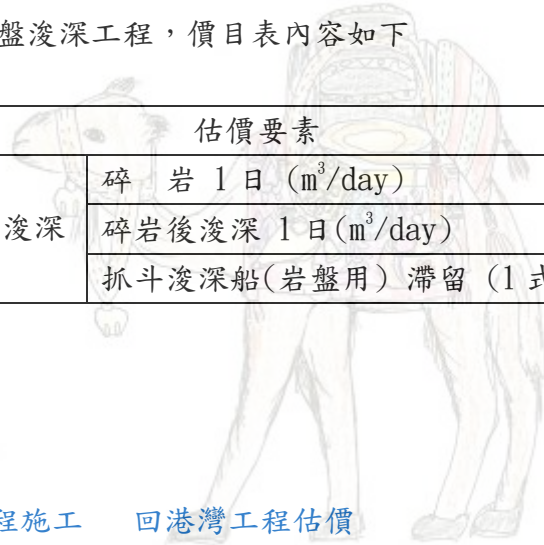 盤浚深工程，價目表內容如下
估價要素
浚深
碎 岩 1日 (m³/day)
碎岩後浚深 1日(m³/day)
抓斗浚深船(岩盤用) 滯留 (1式
程施工 回港灣工程估價